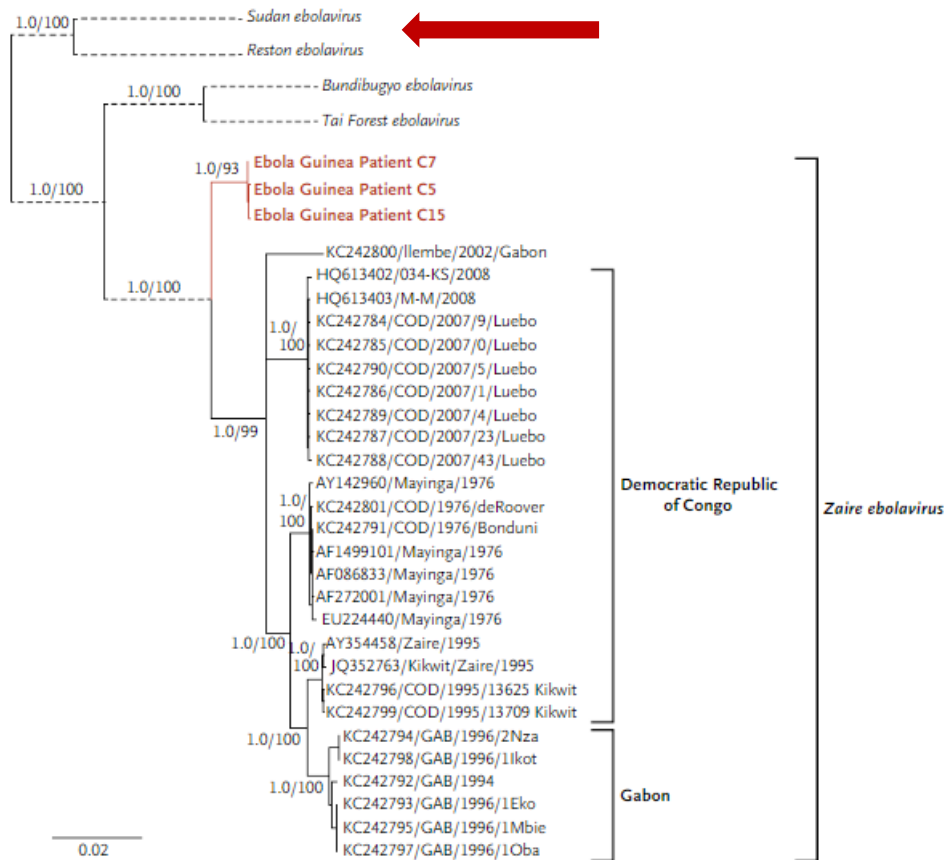 1.0/100
Sudan ebolavirus
Reston ebolavirus
1.0/100
Bundibugyo ebolavirus
Tai Forest ebolavirus
1.0/100
1.0/93
Ebola Guinea Patient C7
Ebola Guinea Patient C5
Ebola Guinea Patient C15
1.0/100
KC242800/Ilembe/2002/Gabon
HQ613402/034-KS/2008
HQ613403/M-M/2008
KC242784/COD/2007/9/Luebo
1.0/
100
KC242785/COD/2007/0/Luebo
KC242790/COD/2007/5/Luebo
KC242786/COD/2007/1/Luebo
KC242789/COD/2007/4/Luebo
KC242787/COD/2007/23/Luebo
KC242788/COD/2007/43/Luebo
1.0/99
AY142960/Mayinga/1976
KC242801/COD/1976/deRoover
1.0/
100
KC242791/COD/1976/Bonduni
AF1499101/Mayinga/1976
AF086833/Mayinga/1976
AF272001/Mayinga/1976
EU224440/Mayinga/1976
Democratic Republic
of Congo
Zaire ebolavirus
1.0/100
1.0/
100
AY354458/Zaire/1995
JQ352763/Kikwit/Zaire/1995
KC242796/COD/1995/13625 Kikwit
KC242799/COD/1995/13709 Kikwit
1.0/100
KC242794/GAB/1996/2Nza
KC242798/GAB/1996/1Ikot
1.0/100
KC242792/GAB/1994
KC242793/GAB/1996/1Eko
KC242795/GAB/1996/1Mbie
KC242797/GAB/1996/1Oba
Gabon
0.02